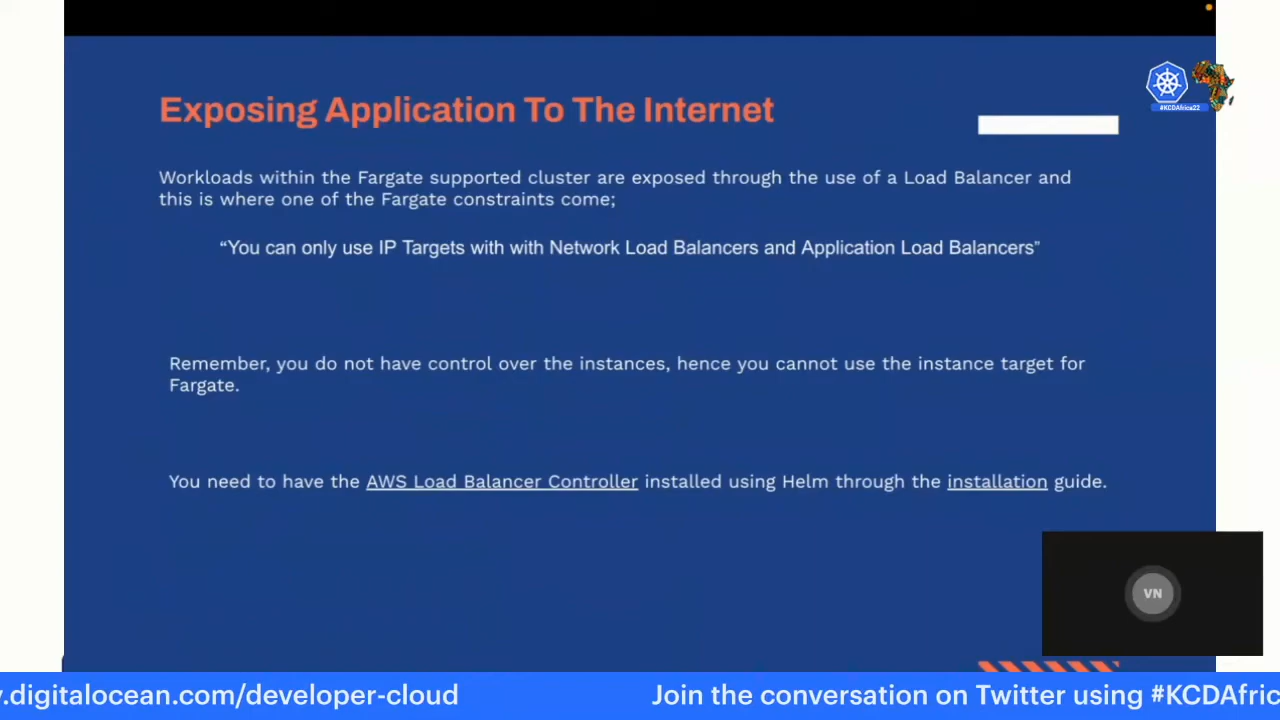 #KCDAfrica22
Exposing Application To The Internet
Workloads within the Fargate supported cluster are exposed through the use of a Load Balancer and
this is where one of the Fargate constraints come;
“You can only use IP Targets with with Network Load Balancers and Application Load Balancers”
Remember, you do not have control over the instances, hence you cannot use the instance target for
Fargate.
You need to have the AWS Load Balancer Controller installed using Helm through the installation guide.
VN
.digitalocean.com/developer-cloud Join the conversation on Twitter using #KCDAfric